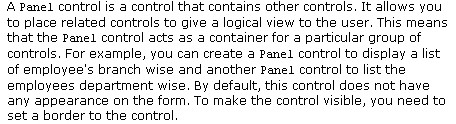 A Panel control is a control that contains other controls. It allows you
to place related controls to give a logical view to the user. This means
that the Panel control acts as a container for a particular group of
controls. For example, you can create a Panel control to display a list
of employee's branch wise and another Panel control to list the
employees department wise. By default, this control does not have
any appearance on the form. To make the control visible, you need to
set a border to the control.